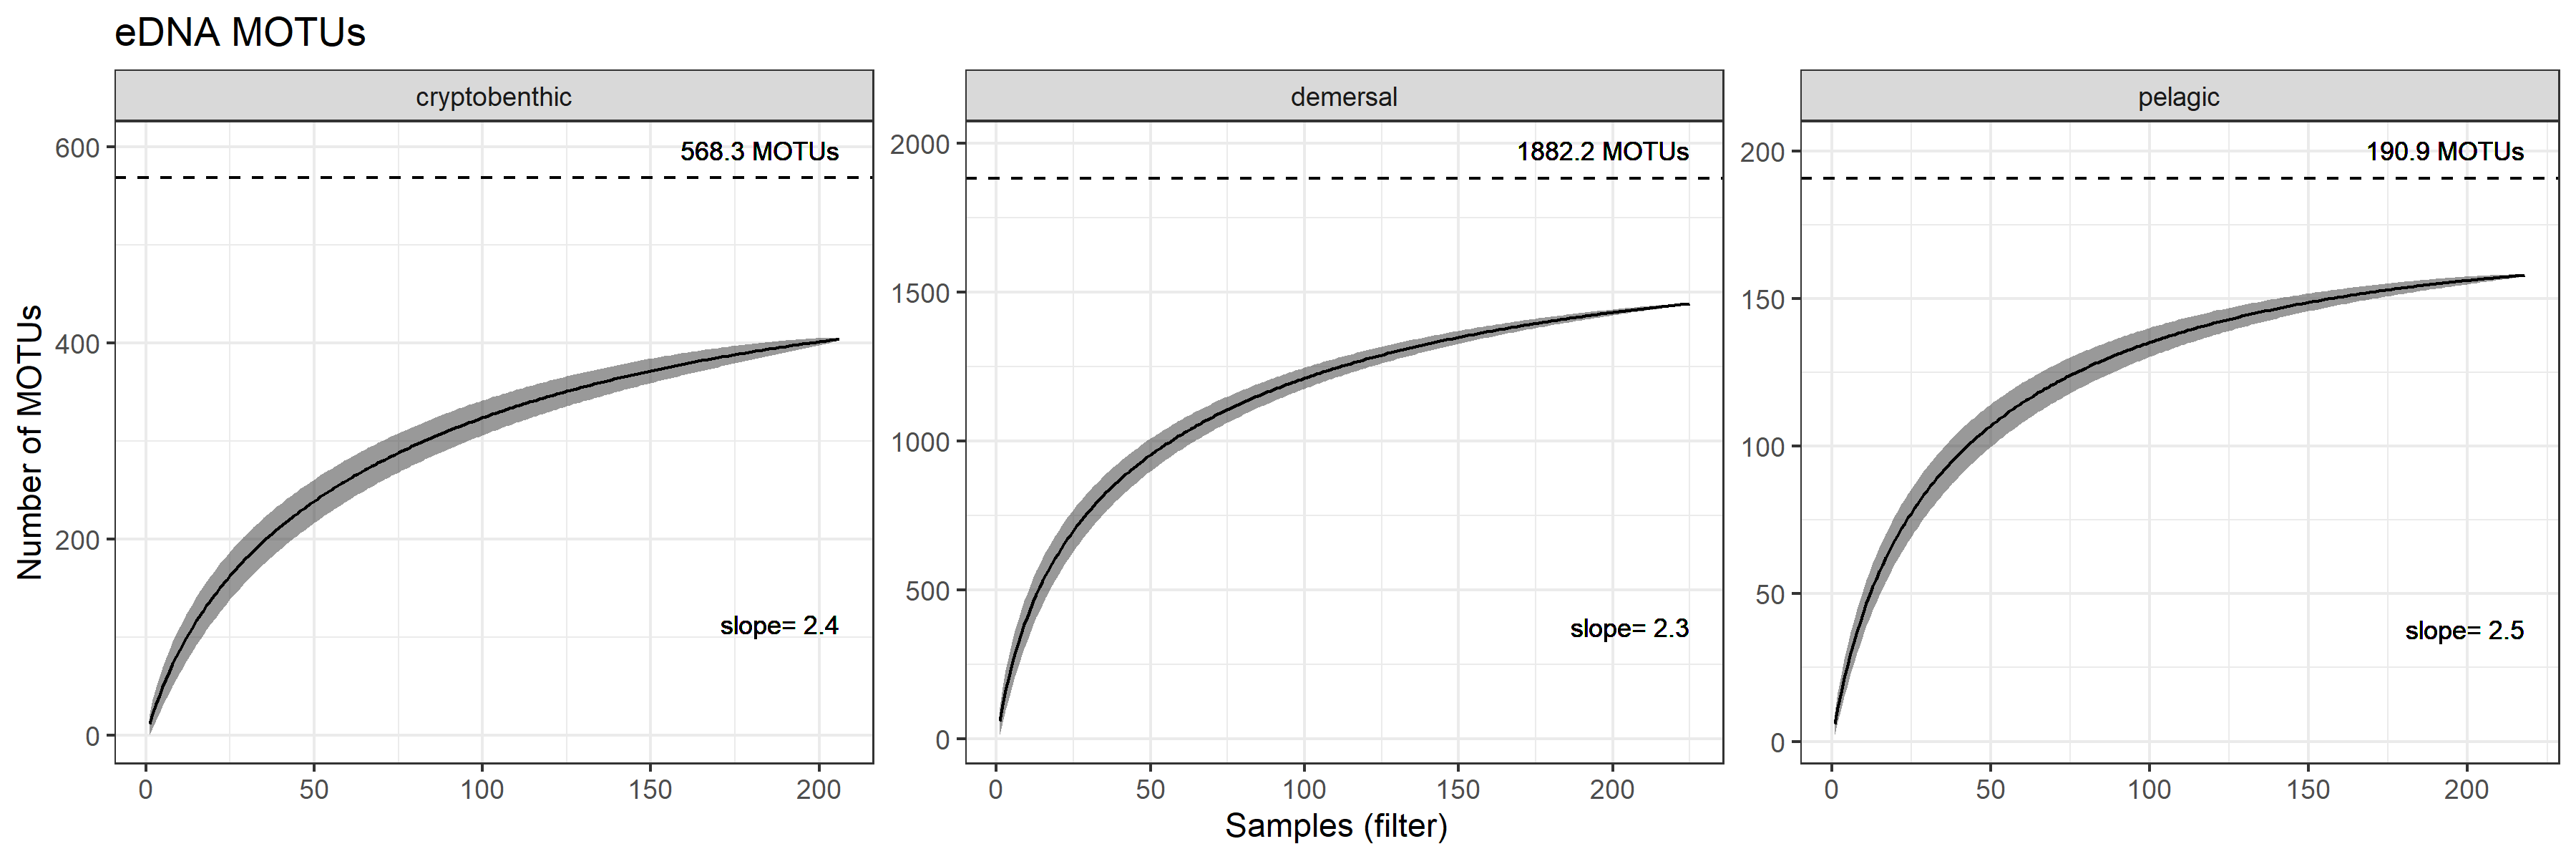 eDNA MOTUs
cryptobenthic
demersal
pelagic
Number of MOTUs
600
400
200
0
568.3 MOTUs
slope= 2.4
0 50 100 150 200
2000
1500
1000
500
0
1882.2 MOTUs
slope= 2.3
0 50 100 150 200
200
150
100
50
0
190.9 MOTUs
slope= 2.5
0 50 100 150 200
Samples (filter)